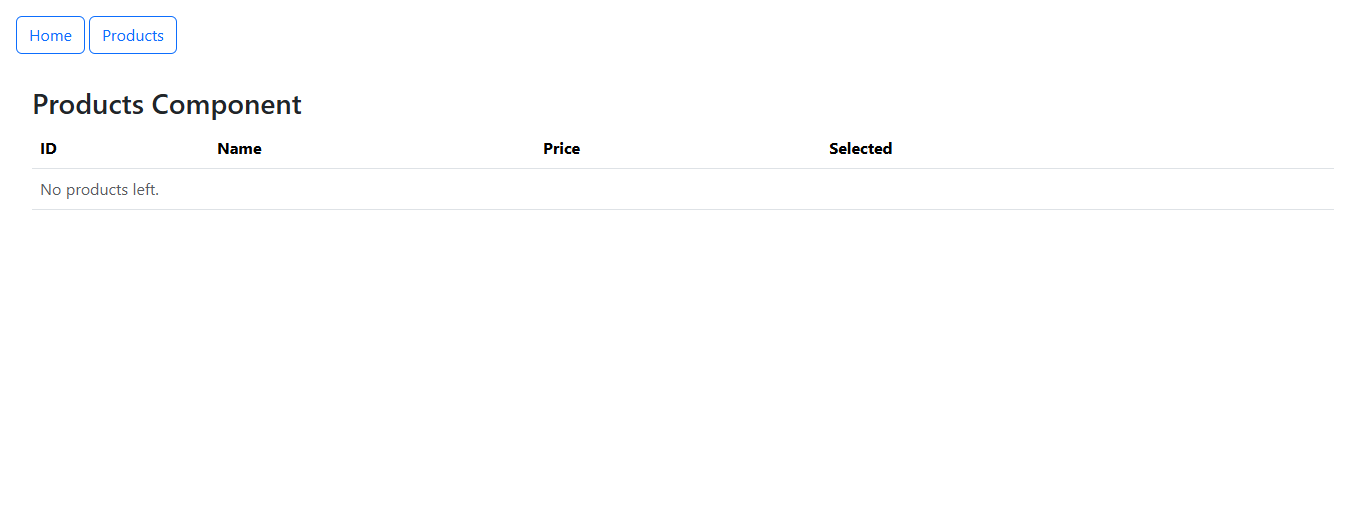 Home Products
Products Component
ID Name Price Selected
No products left.